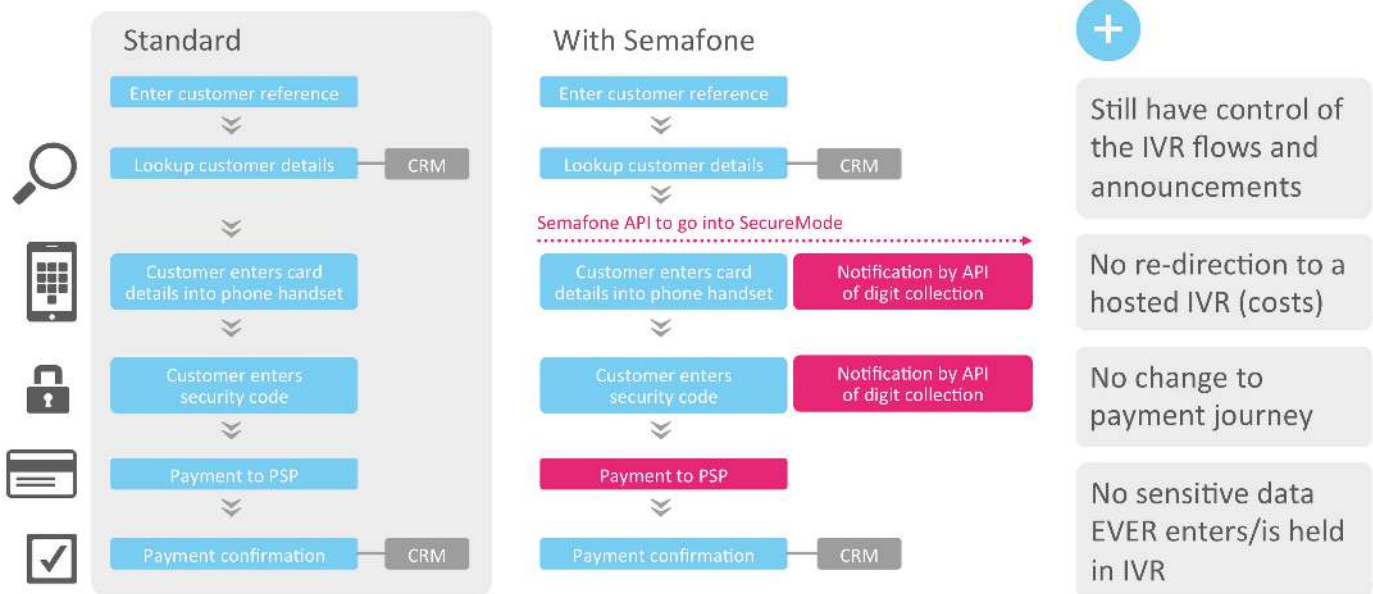 Standard
Enter customer reference
Lookup customer details
CRM
Customer enters card
details into phone handset
Customer enters
security code
Payment to PSP
Payment confirmation
CRM
With Semafone
Enter customer reference
Lookup customer details
CRM
Semafone API to go into SecureMode
Customer enters card
details into phone handset
Notification by API
of digit collection
Customer enters
security code
Notification by API
of digit collection
Payment to PSP
Payment confirmation
CRM
+
Still have control of
the IVR flows and
announcements
No re-direction to a
hosted IVR (costs)
No change to
payment journey
No sensitive data
EVER enters/is held
in IVR